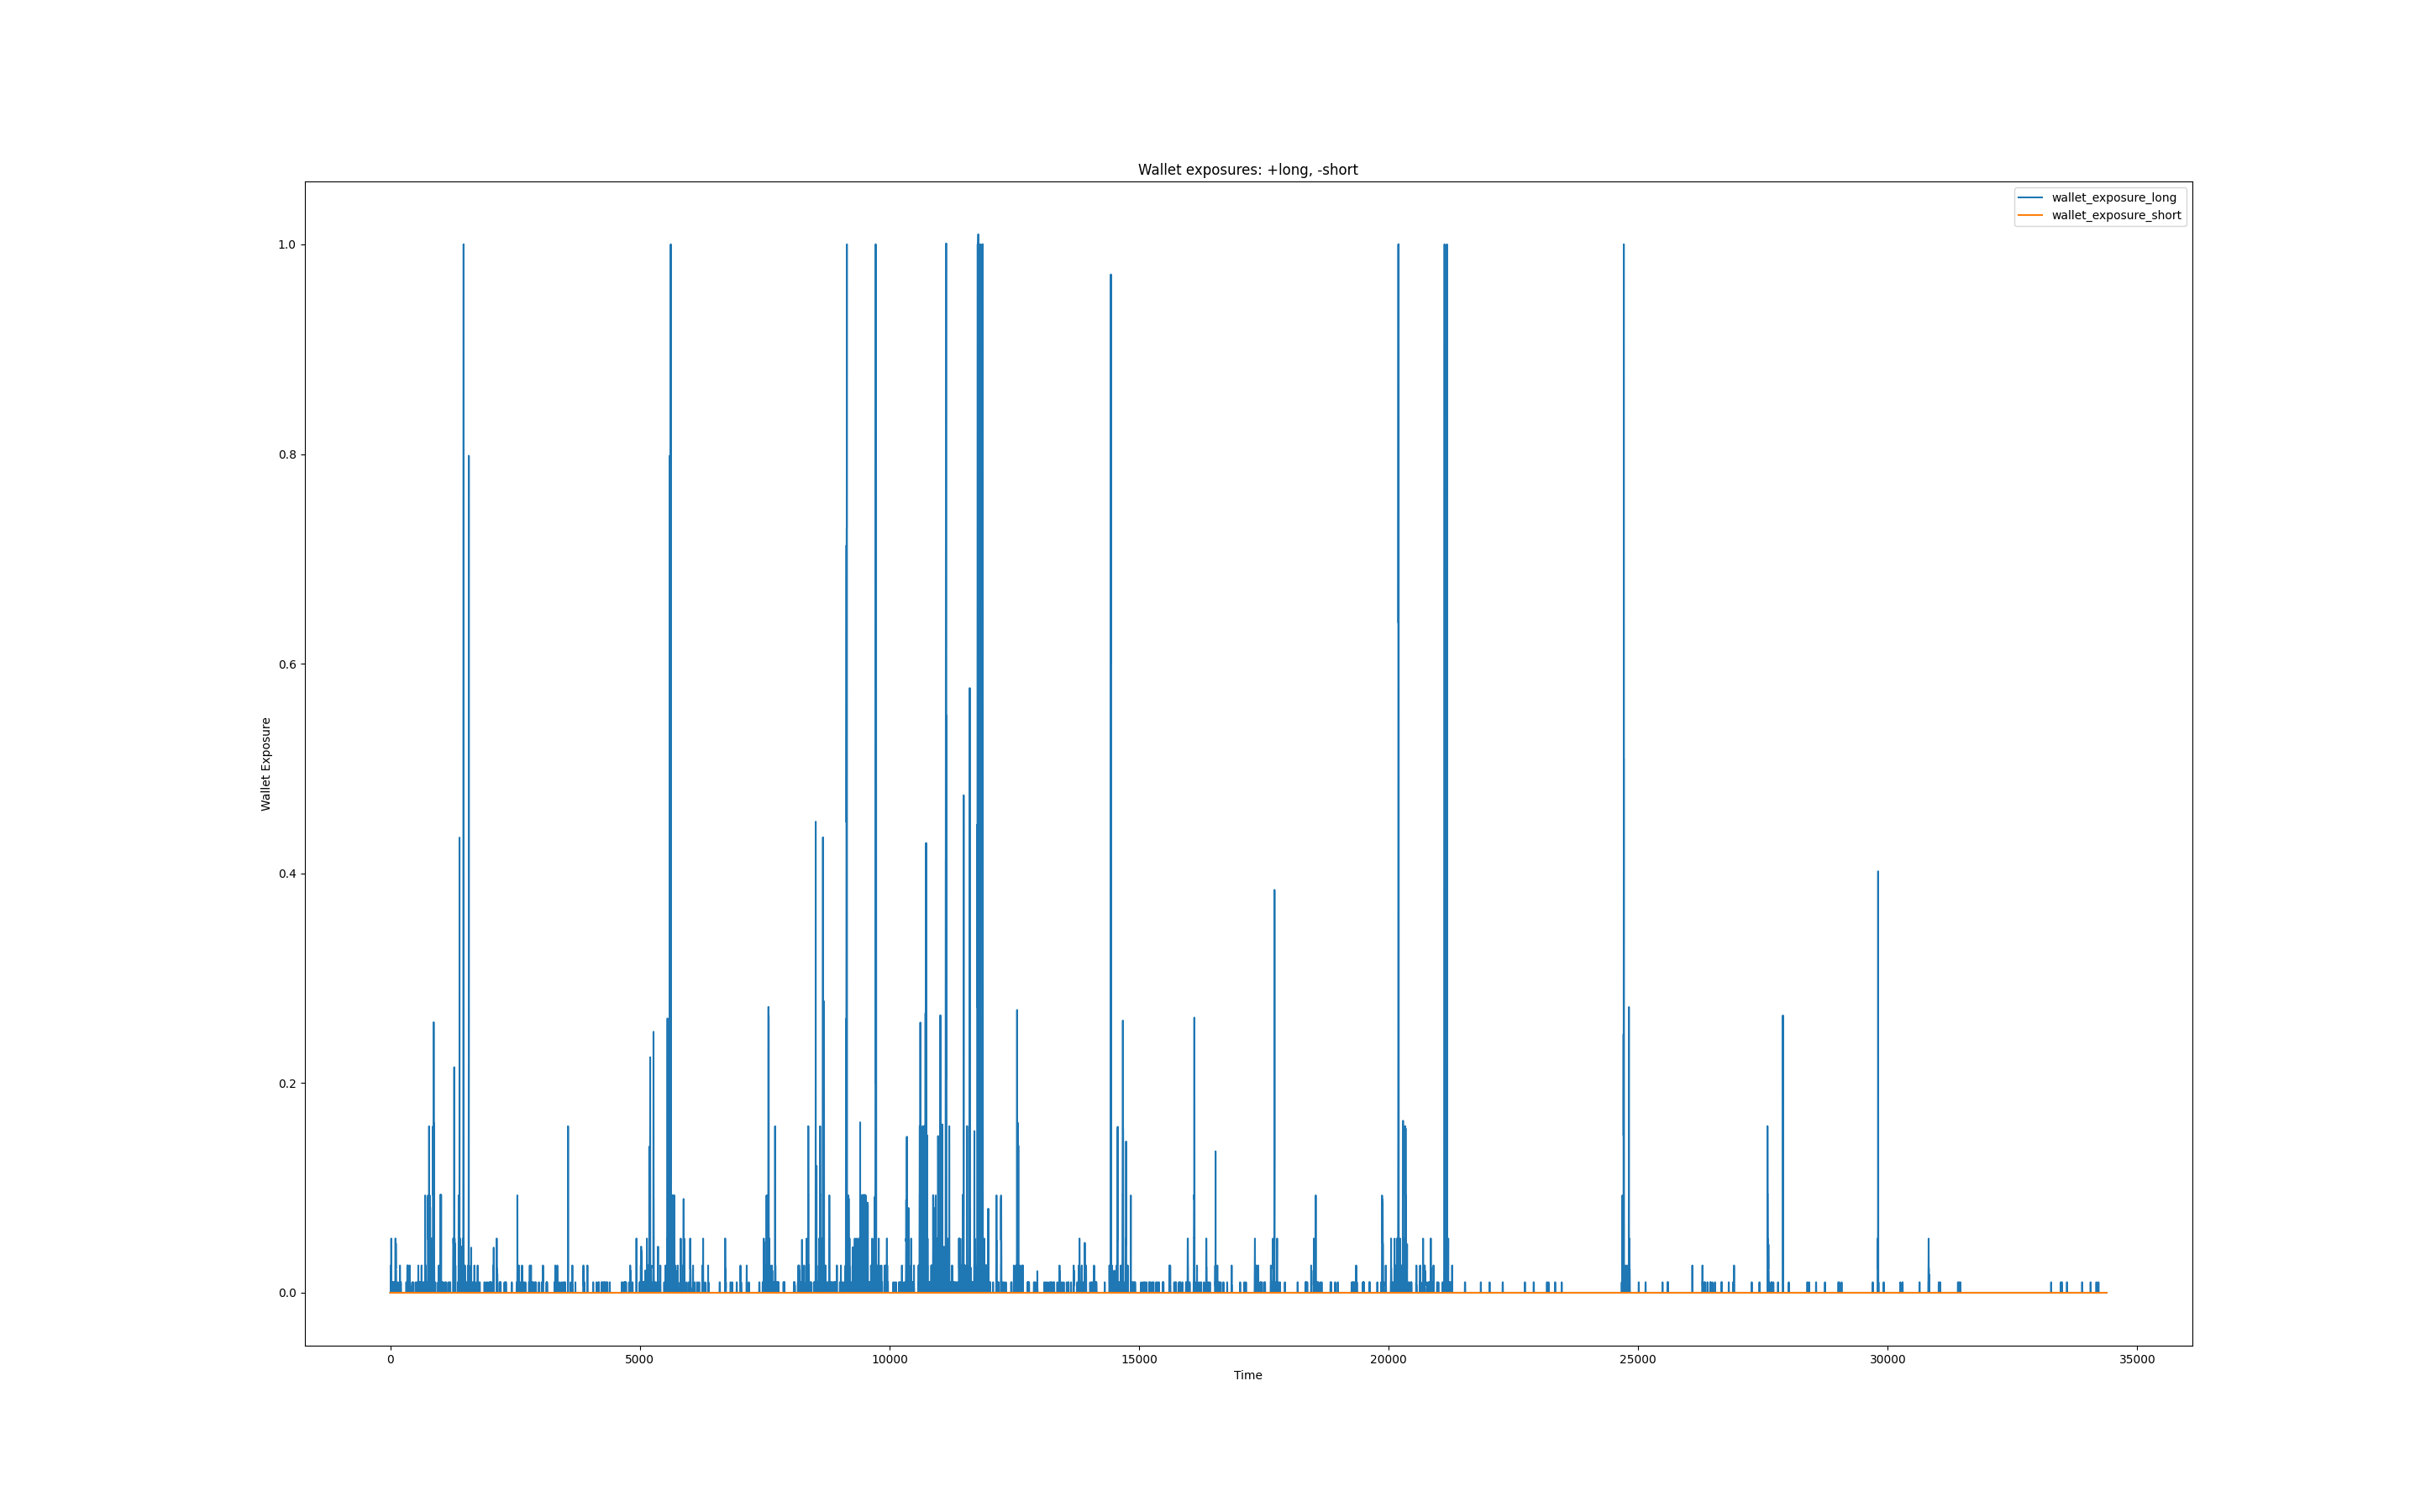 Wallet exposures: +long, -short
wallet_exposure_long
wallet_exposure_short
1.0
0.8
0.6
0.4
0.2
0.0
Wallet Exposure
0 5000 10000 15000 20000 25000 30000 35000
Time